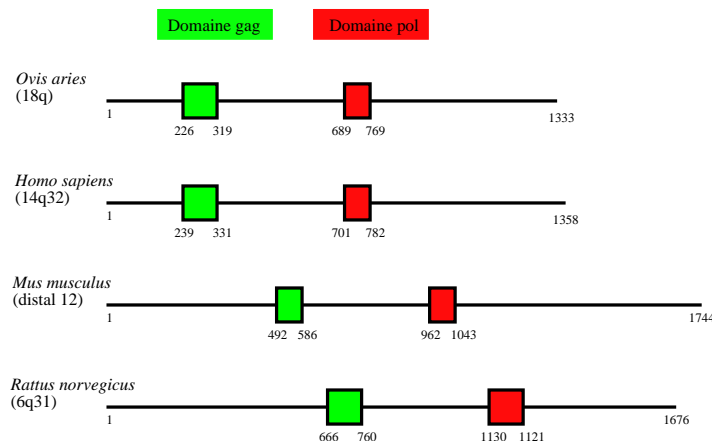 Domaine gag Domaine pol
Ovis aries
(18q)
1 1333
226 319 689 769
Homo sapiens
(14q32)
1 1358
239 331 701 782
Mus musculus
(distal 12)
1 1744
492 586 962 1043
Rattus norvegicus
(6q31)
1 1676
666 760 1130 1121